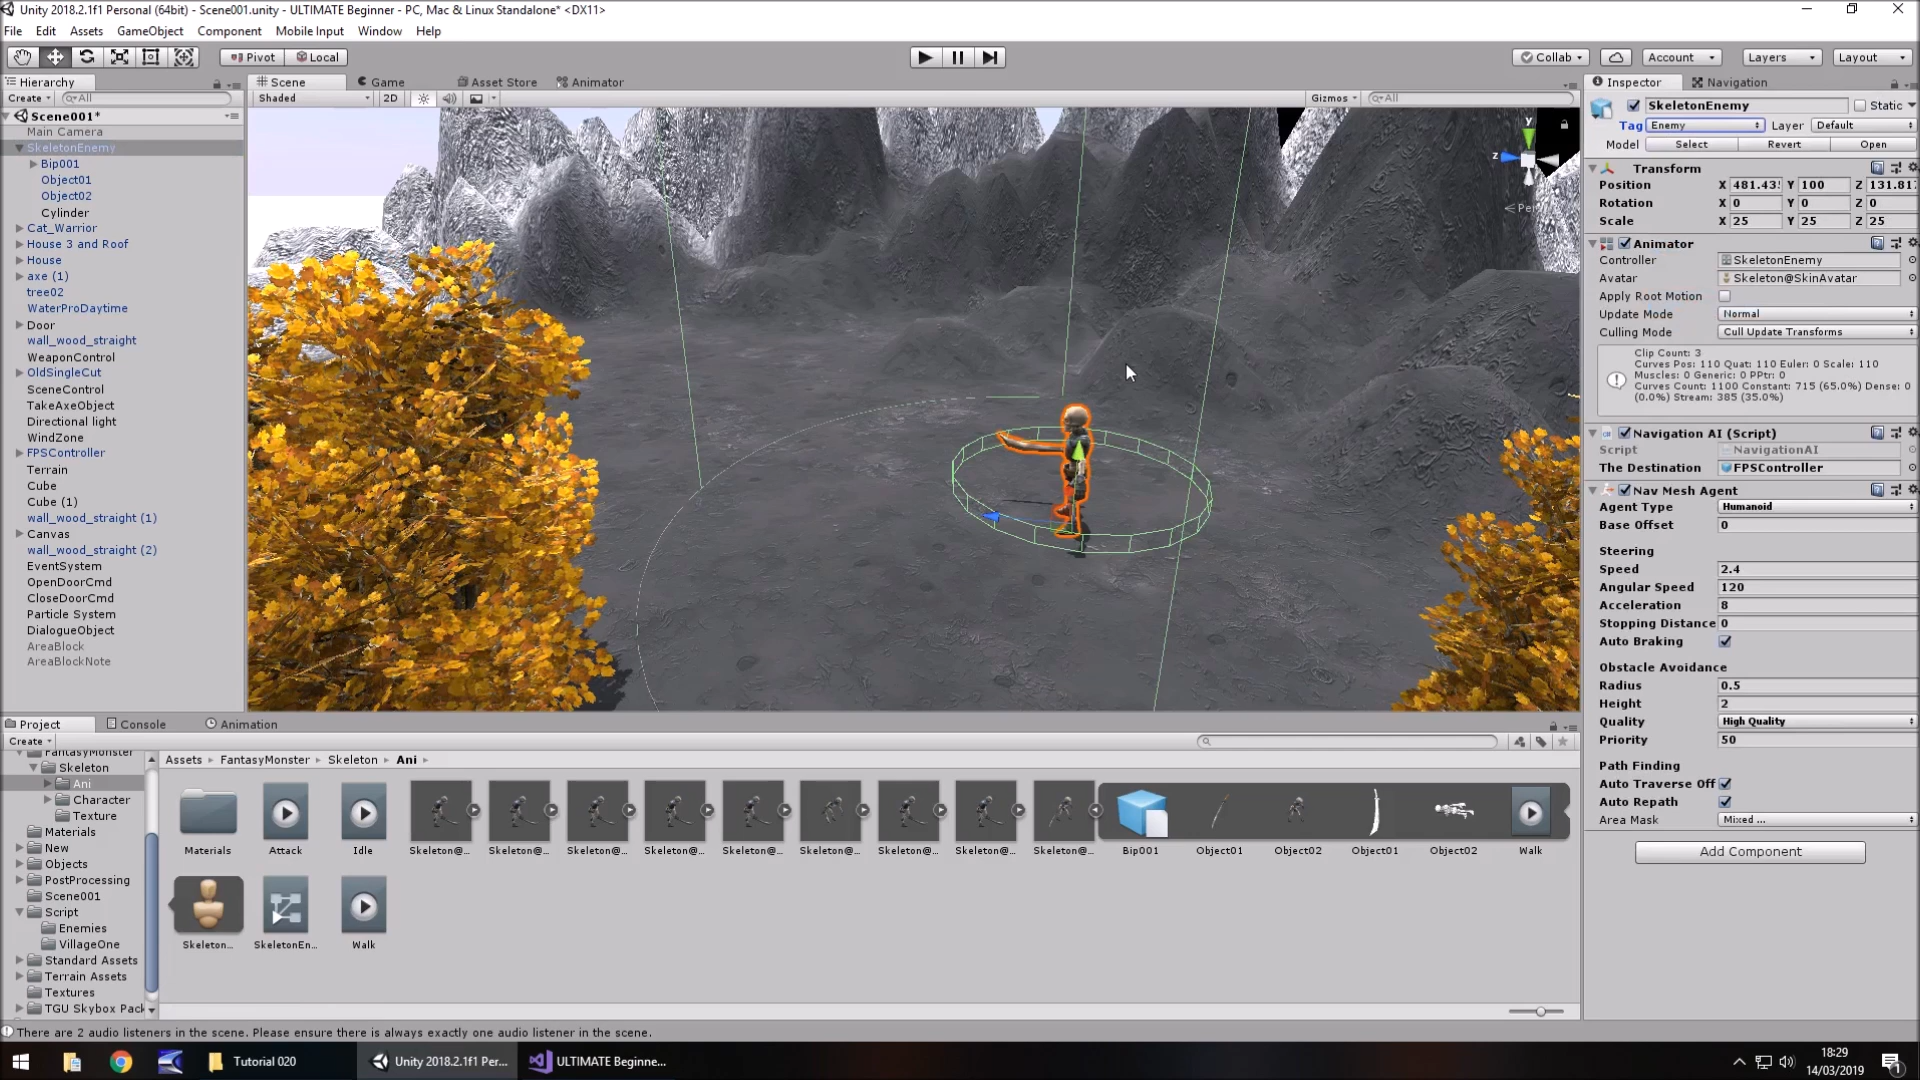 Unity 2018.2.1f1 Personal (64bit) - Scene001.unity - ULTIMATE Beginner - PC, Mac & Linux Standalone* <DX11>
File Edit Assets GameObject Component Mobile Input Window Help
Pivot Local Collab Account Layers Layout
Hierarchy
Create All
Scene001*
Main Camera
SkeletonEnemy
Bip001
Object01
Object02
Cylinder
Cat_Warrior
House 3 and Roof
House
axe (1)
tree02
WaterProDaytime
Door
wall_wood_straight
WeaponControl
OldSingleCut
SceneControl
TakeAxeObject
Directional light
WindZone
FPSController
Terrain
Cube
Cube (1)
wall_wood_straight (1)
Canvas
wall_wood_straight (2)
EventSystem
OpenDoorCmd
CloseDoorCmd
Particle System
DialogueObject
AreaBlock
AreaBlockNote
Scene Game Asset Store Animator
Shaded 2D Gizmos All
y
z
Inspector Navigation
SkeletonEnemy Static
Tag Enemy Layer Default
Model Select Revert Open
Transform
Position X 481.43 Y 100 Z 131.81
Rotation X 0 Y 0 Z 0
Scale X 25 Y 25 Z 25
Animator
Controller SkeletonEnemy
Avatar Skeleton@SkinAvatar
Apply Root Motion
Update Mode Normal
Culling Mode Cull Update Transforms
Clip Count: 3
Curves Pos: 110 Quat: 110 Euler: 0 Scale: 110
Muscles: 0 Generic: 0 PPtr: 0
Curves Count: 1100 Constant: 715 (65.0%) Dense: 0
(0.0%) Stream: 385 (35.0%)
Navigation AI (Script)
Script NavigationAI
The Destination FPSController
Nav Mesh Agent
Agent Type Humanoid
Base Offset 0
Steering
Speed 2.4
Angular Speed 120
Acceleration 8
Stopping Distance 0
Auto Braking
Obstacle Avoidance
Radius 0.5
Height 2
Quality High Quality
Priority 50
Path Finding
Auto Traverse Off
Auto Repath
Area Mask Mixed ...
Add Component
Project Console Animation
Create
FantasyMonster
Skeleton
Ani
Character
Texture
Materials
New
Objects
PostProcessing
Scene001
Script
Enemies
VillageOne
Standard Assets
Terrain Assets
Textures
TGU Skybox Pack
Assets FantasyMonster Skeleton Ani
Materials Attack Idle Skeleton@... Skeleton@... Skeleton@... Skeleton@... Skeleton@... Skeleton@... Skeleton@... Skeleton@... Skeleton@... Bip001 Object01 Object02 Object01 Object02 Walk
Skeleton... SkeletonEn... Walk
There are 2 audio listeners in the scene. Please ensure there is always exactly one audio listener in the scene.
Tutorial 020 Unity 2018.2.1f1 Per... ULTIMATE Beginne...
18:29
14/03/2019
1